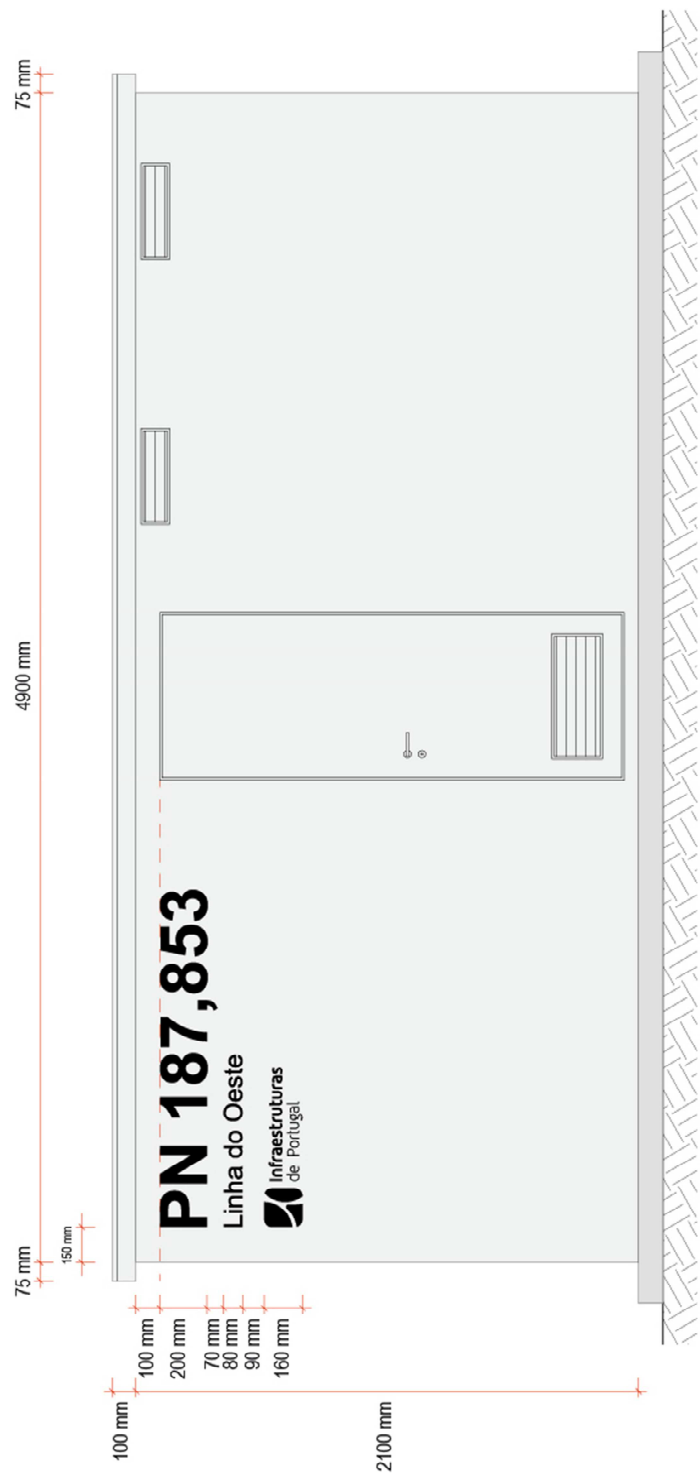 75 mm
4900 mm
75 mm
150 mm
PN 187,853
Linha do Oeste
Infraestruturas
de Portugal
100 mm
200 mm
70 mm
80 mm
90 mm
160 mm
100 mm
2100 mm